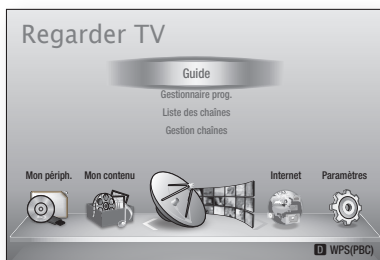 Regarder TV
Guide
Gestionnaire prog.
Liste des chaînes
Gestion chaînes
Mon périph. Mon contenu Internet Paramètres
D WPS(PBC)